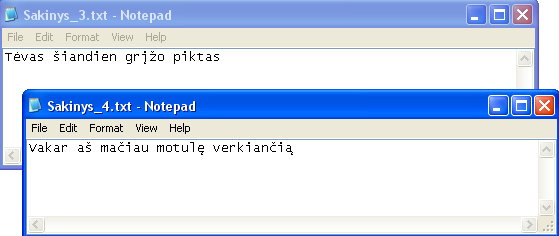 Sakinys_3.txt - Notepad
File Edit Format View Help
Tėvas šiandien grįžo piktas
Sakinys_4.txt - Notepad
File Edit Format View Help
Vakar aš mačiau motulę verkiančią